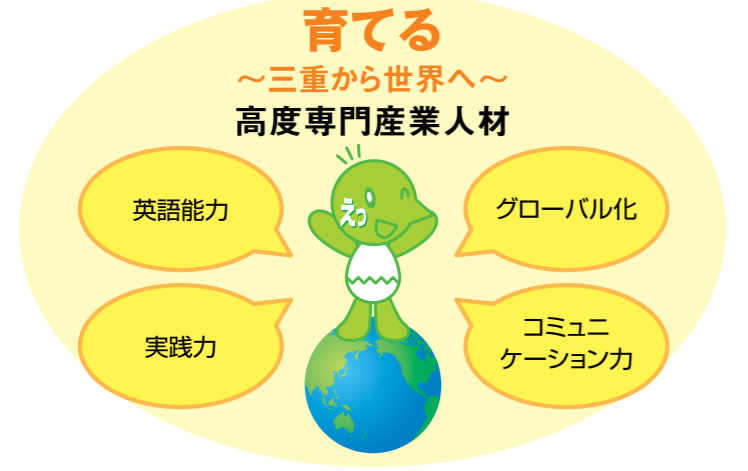 育てる
～三重から世界へ～
高度専門産業人材
英語能力
グローバル化
えっ
実践力
コミュニ
ケーション力